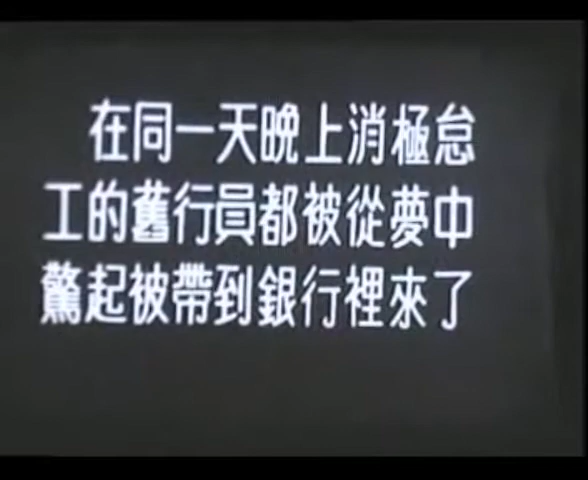 在同一天晚上消極怠
工的舊行員都被從夢中
驚起被帶到銀行裡來了